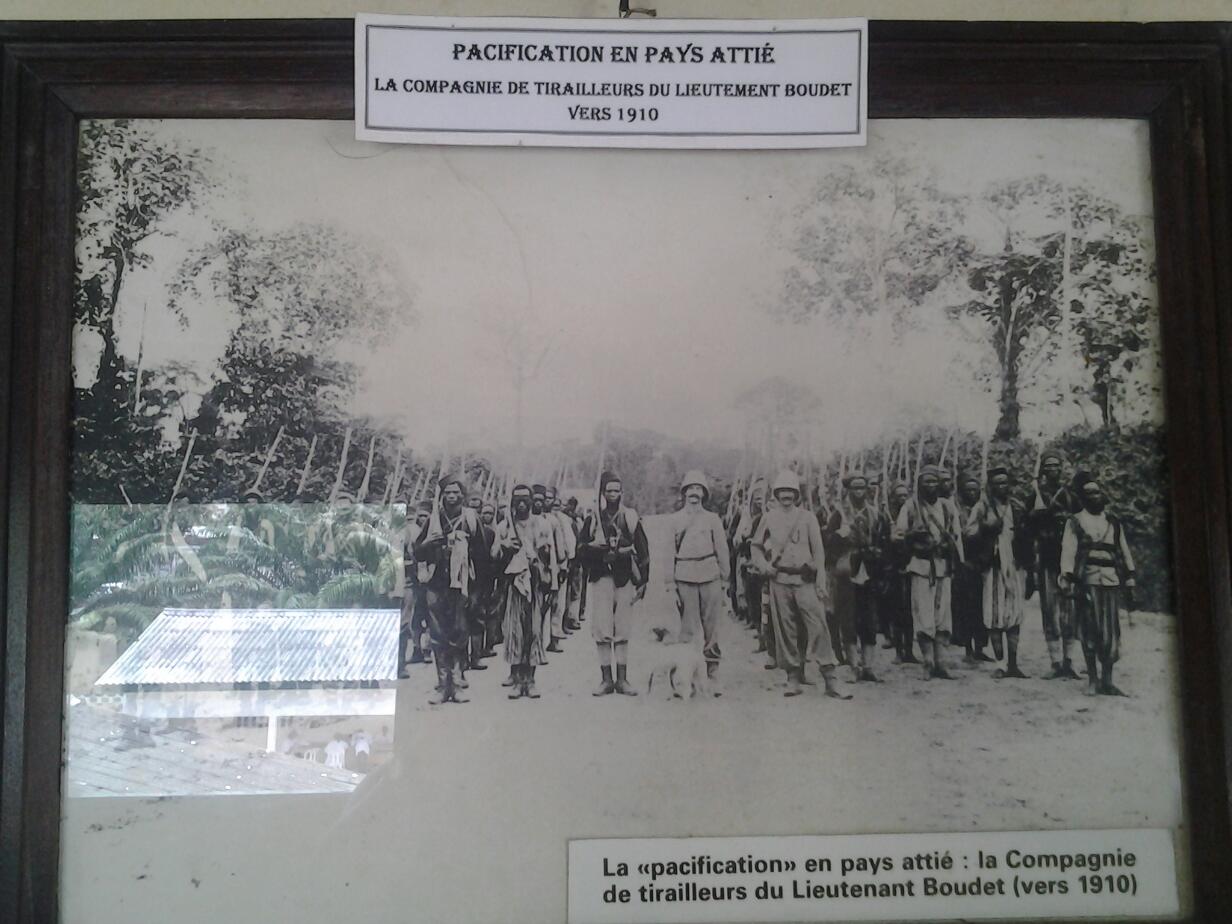 PACIFICATION EN PAYS ATTIÉ
LA COMPAGNIE DE TIRAILLEURS DU LIEUTEMENT BOUDET
VERS 1910
La «pacification» en pays attié : la Compagnie
de tirailleurs du Lieutenant Boudet (vers 1910)